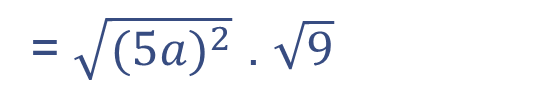 = √(5a)² . √9